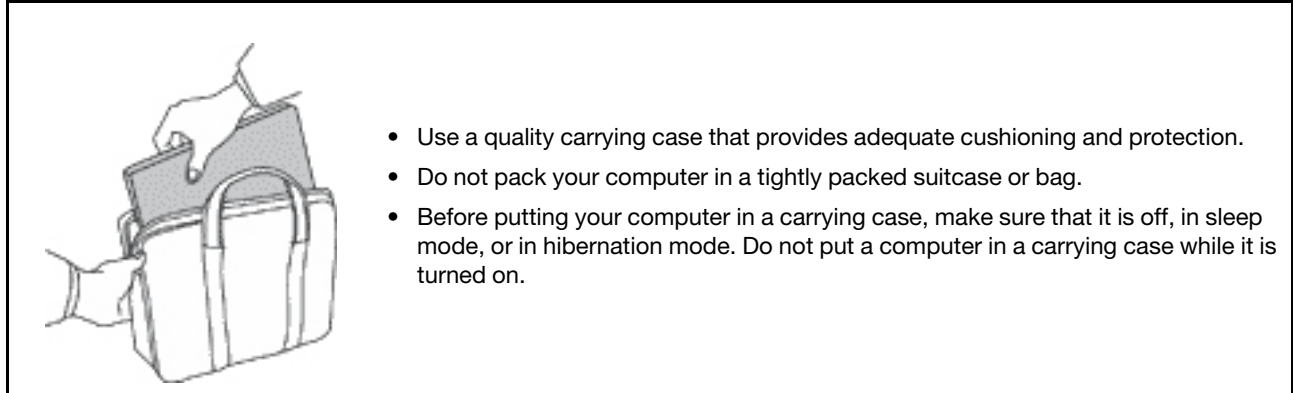 • Use a quality carrying case that provides adequate cushioning and protection.
• Do not pack your computer in a tightly packed suitcase or bag.
• Before putting your computer in a carrying case, make sure that it is off, in sleep
mode, or in hibernation mode. Do not put a computer in a carrying case while it is
turned on.